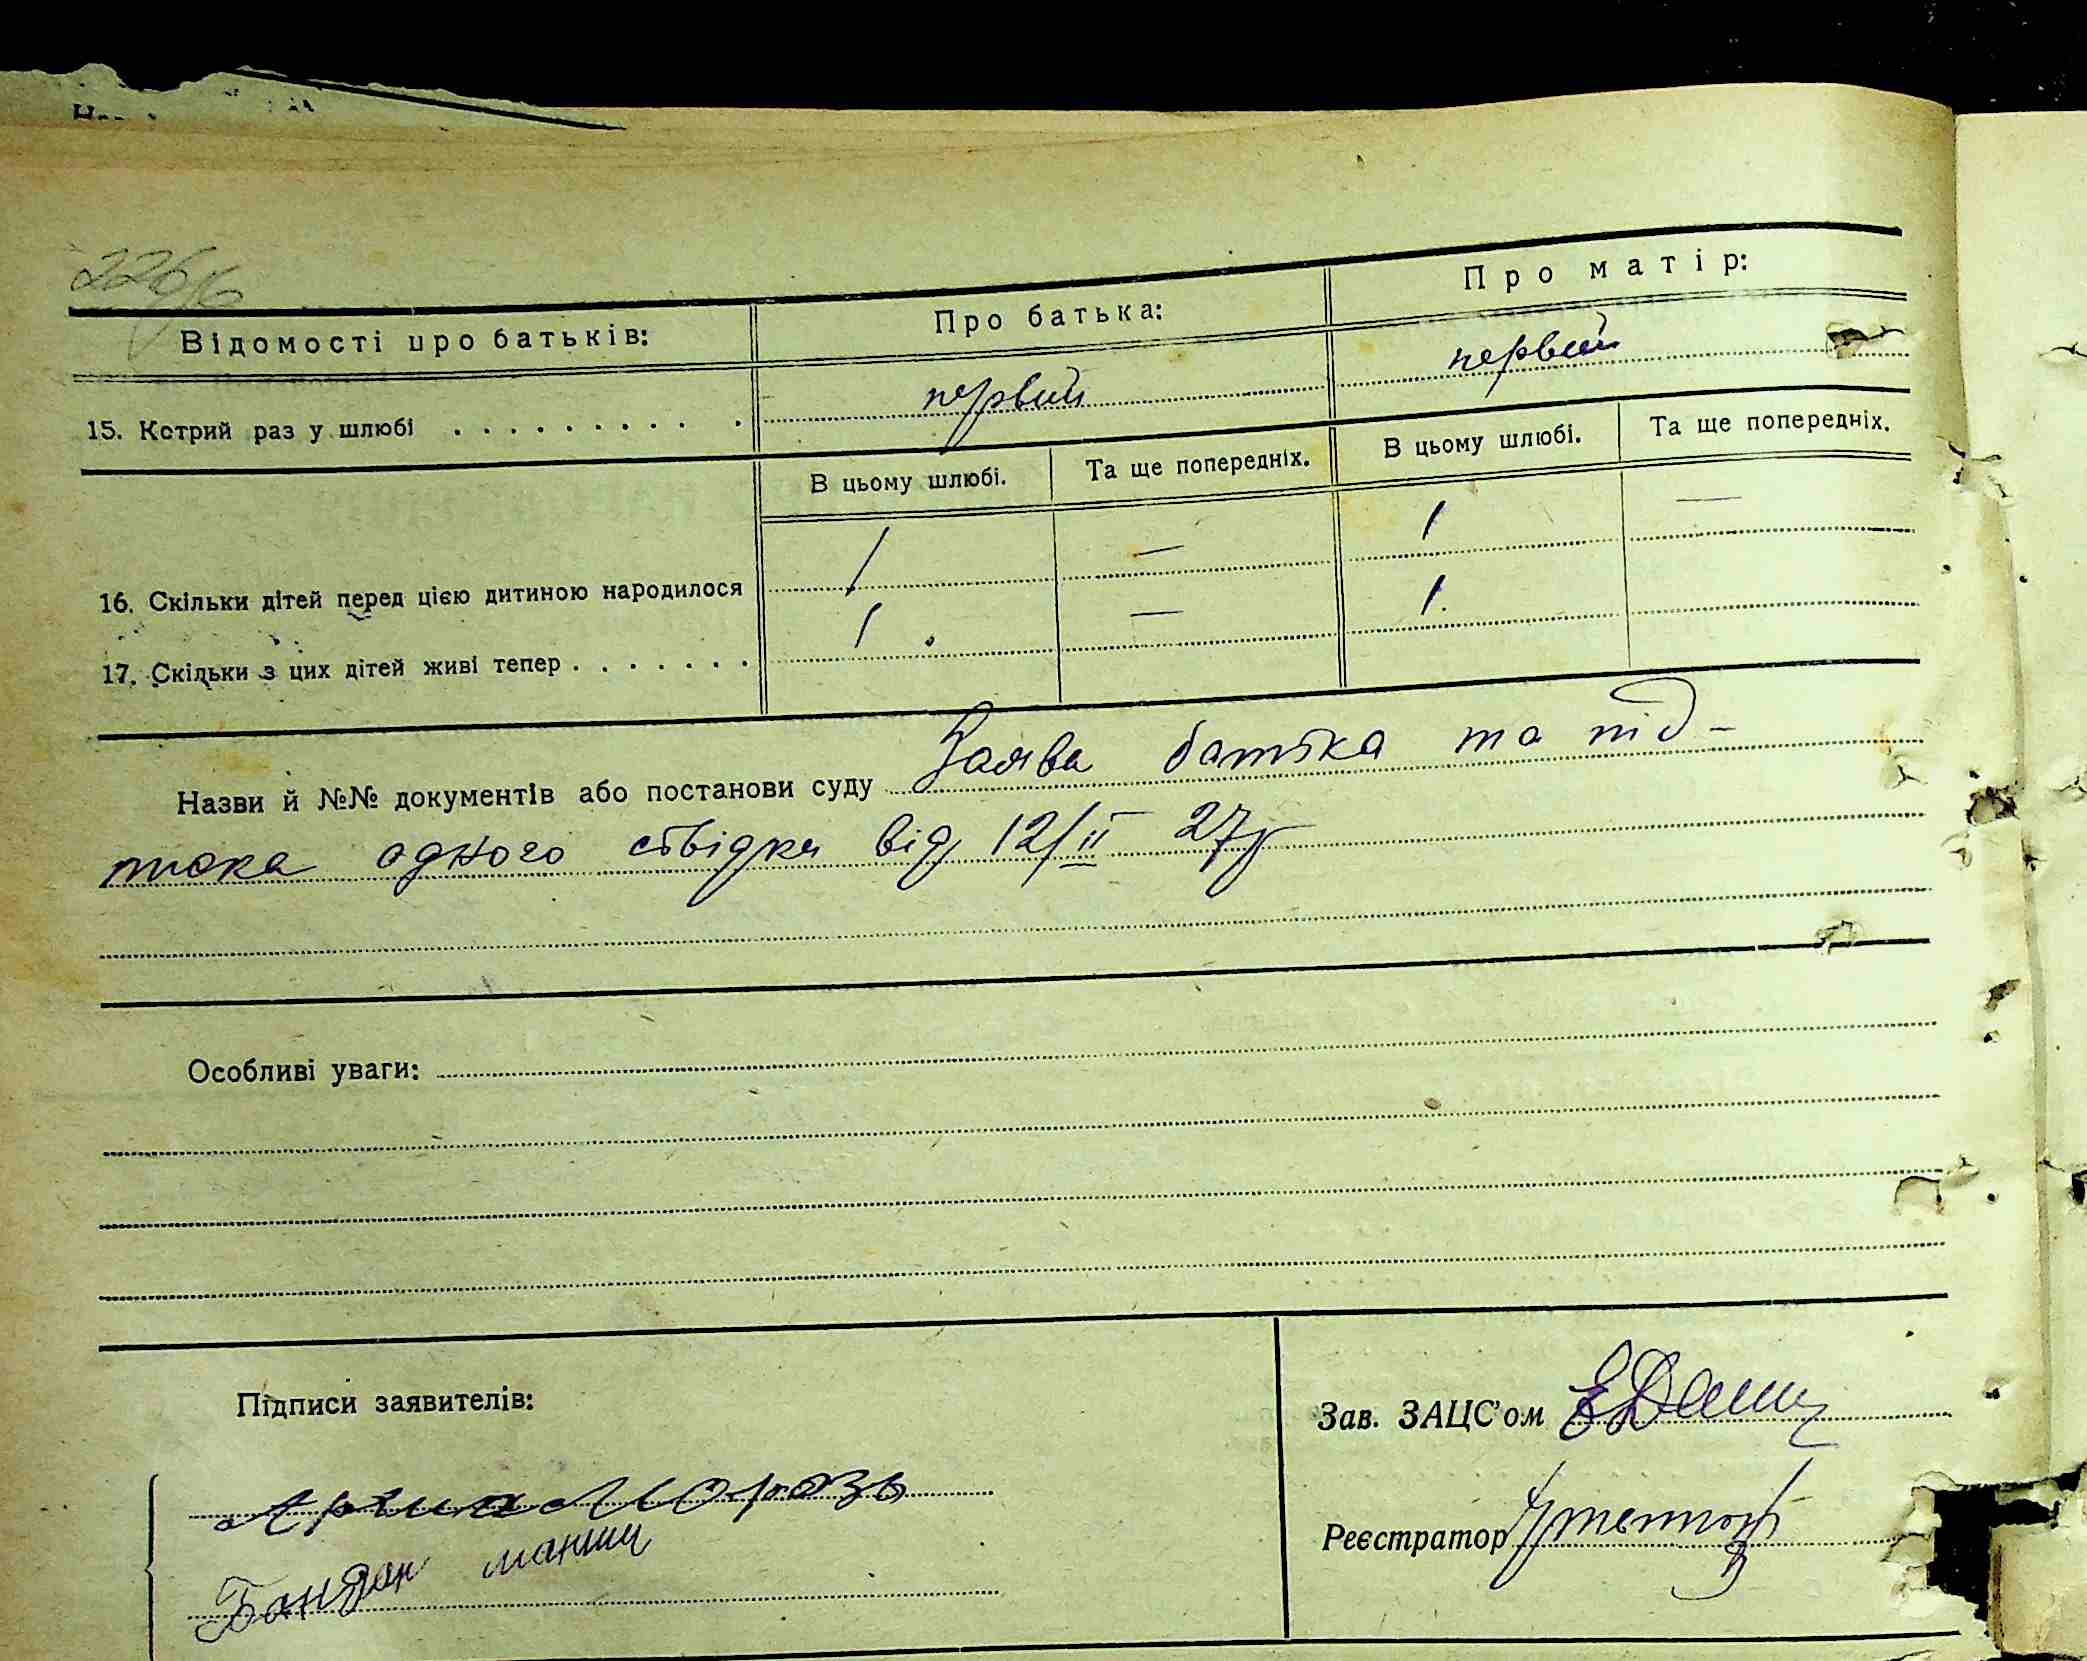 Відомості про батьків: Про батька: Про матір:
15. Котрий раз у шлюбі . . . . . . . . . . первий первий
В цьому шлюбі. Та ще попередніх. В цьому шлюбі. Та ще попередніх.
16. Скільки дітей перед цією дитиною народилося 1 — 1 —
17. Скільки з цих дітей живі тепер . . . . . . . 1 — 1
Назви й №№ документів або постанови суду Заява батька та під-
писка одного свідка від 12/II 27р
Особливі уваги:
Підписи заявителів: Зав. ЗАЦС'ом
Морозь
Реєстратор